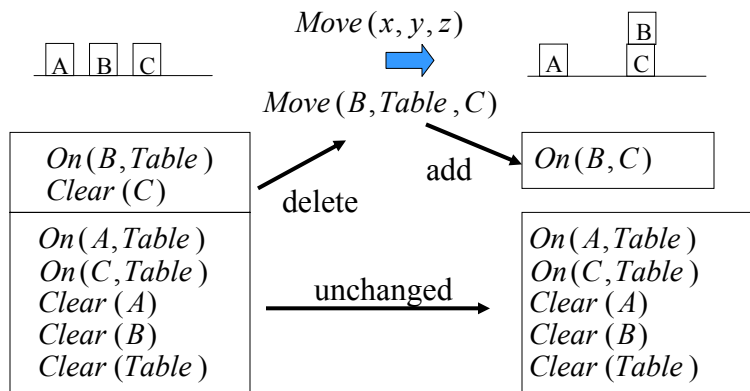 Move(x, y, z)
A B C
B
A C
Move(B,Table,C)
On(B,Table)
Clear(C)
delete
add
On(B,C)
On(A,Table)
On(C,Table)
Clear(A)
Clear(B)
Clear(Table)
unchanged
On(A,Table)
On(C,Table)
Clear(A)
Clear(B)
Clear(Table)